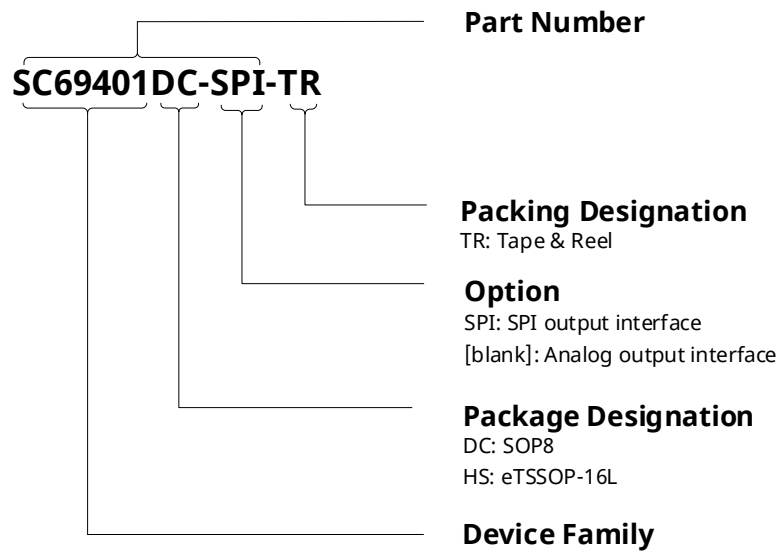 Part Number
SC69401DC-SPI-TR
Packing Designation
TR: Tape & Reel
Option
SPI: SPI output interface
[blank]: Analog output interface
Package Designation
DC: SOP8
HS: eTSSOP-16L
Device Family